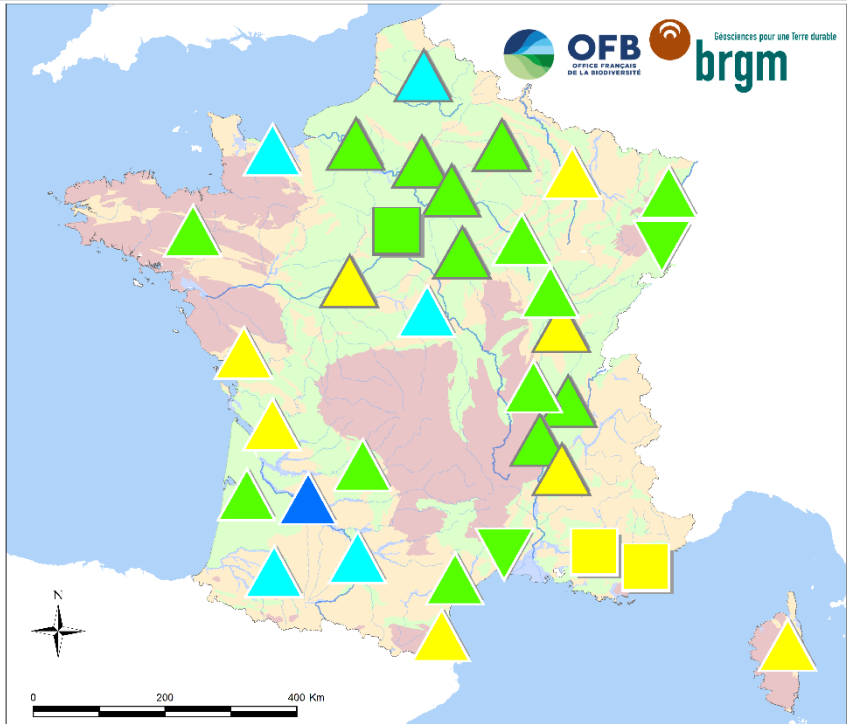 OFB
OFFICE FRANÇAIS
DE LA BIODIVERSITÉ
Géosciences pour une Terre durable
brgm
N
0 200 400 Km